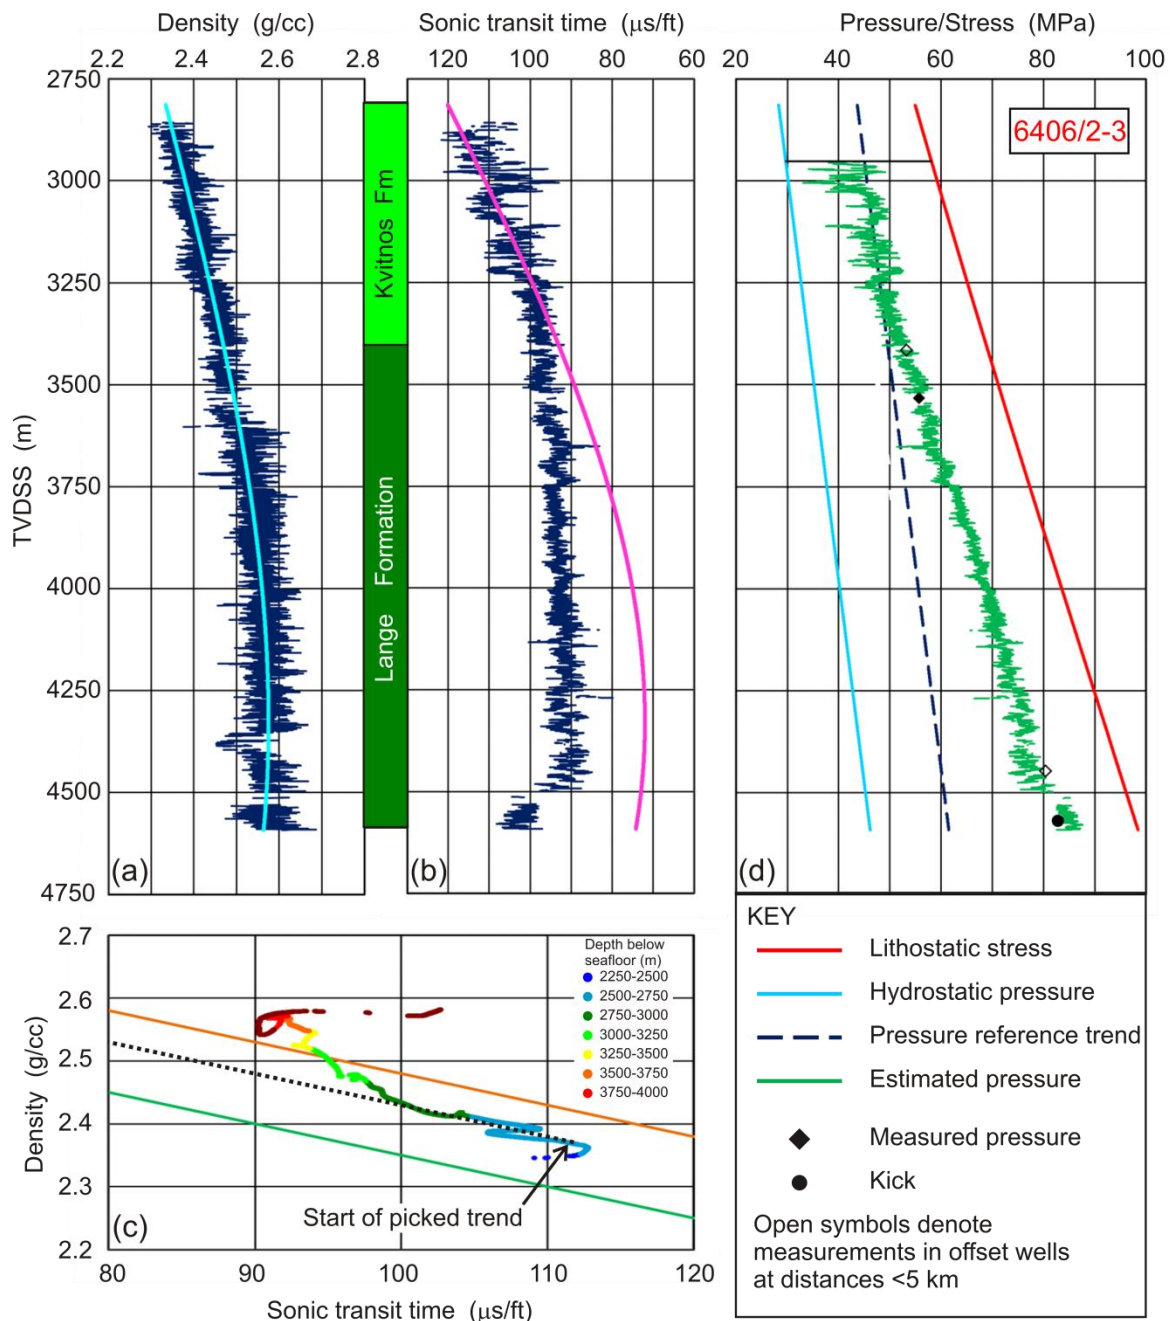 Density (g/cc)
Sonic transit time (μs/ft)
Pressure/Stress (MPa)
2.2 2.4 2.6 2.8
120 100 80 60
20 40 60 80 100
2750
3000
3250
3500
3750
4000
4250
4500
4750
TVDSS (m)
Kvitnos Fm
Lange Formation
6406/2-3
(a)
(b)
(d)
2.7
2.6
2.5
2.4
2.3
2.2
Density (g/cc)
Depth below
seafloor (m)
2250-2500
2500-2750
2750-3000
3000-3250
3250-3500
3500-3750
3750-4000
Start of picked trend
(c)
80 90 100 110 120
Sonic transit time (μs/ft)
KEY
Lithostatic stress
Hydrostatic pressure
Pressure reference trend
Estimated pressure
Measured pressure
Kick
Open symbols denote
measurements in offset wells
at distances <5 km